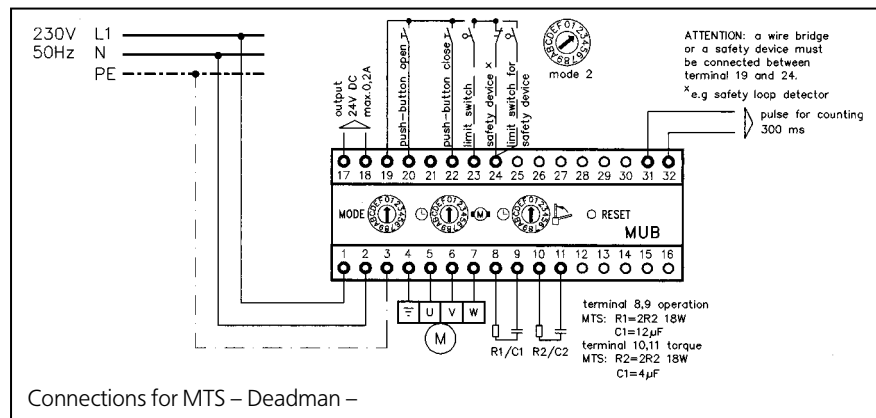 230V L1
50Hz N
PE
output
24V DC
max.0,2A
push-button open
push-button close
limit switch
safety device x
limit switch for
safety device
0123456789ABCDEF
mode 2
ATTENTION: a wire bridge
or a safety device must
be connected between
terminal 19 and 24.
x e.g safety loop detector
pulse for counting
300 ms
17 18 19 20 21 22 23 24 25 26 27 28 29 30 31 32
MODE 0123456789ABCDEF 0123456789ABCDEF M 0123456789ABCDEF RESET
MUB
1 2 3 4 5 6 7 8 9 10 11 12 13 14 15 16
U V W
M
R1/C1 R2/C2
terminal 8,9 operation
MTS: R1=2R2 18W
C1=12µF
terminal 10,11 torque
MTS: R2=2R2 18W
C1=4µF
Connections for MTS – Deadman –